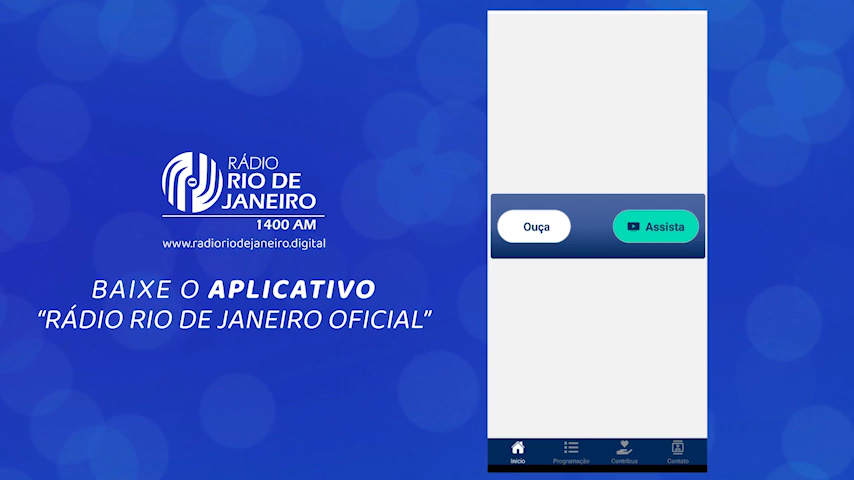 RÁDIO
RIO DE
JANEIRO
1400 AM
www.radioriodejaneiro.digital
BAIXE O APLICATIVO
“RÁDIO RIO DE JANEIRO OFICIAL”
Ouça
Assista
Início
Programação
Contribua
Contato